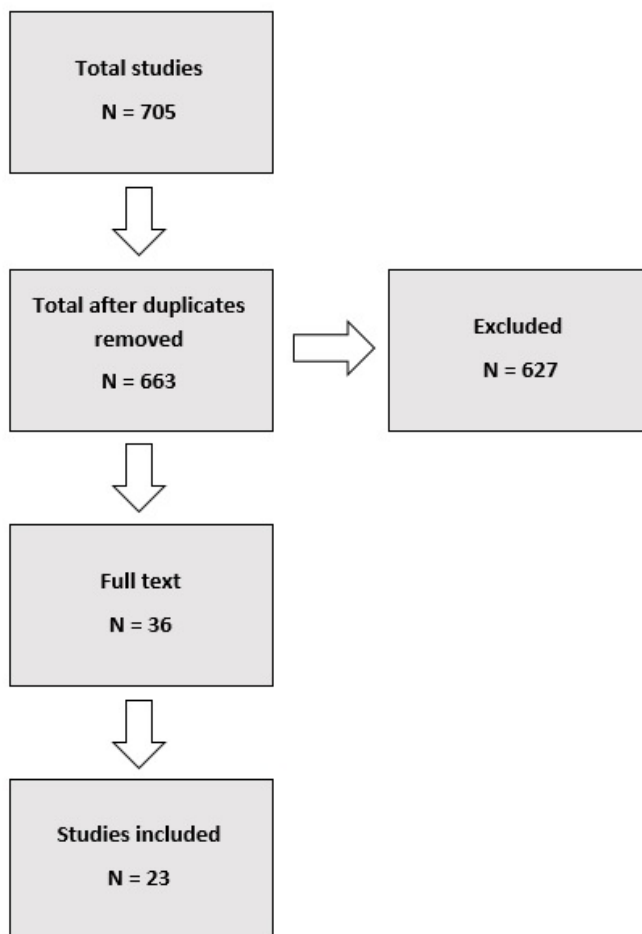 Total studies
N = 705
Total after duplicates
removed
N = 663
Excluded
N = 627
Full text
N = 36
Studies included
N = 23